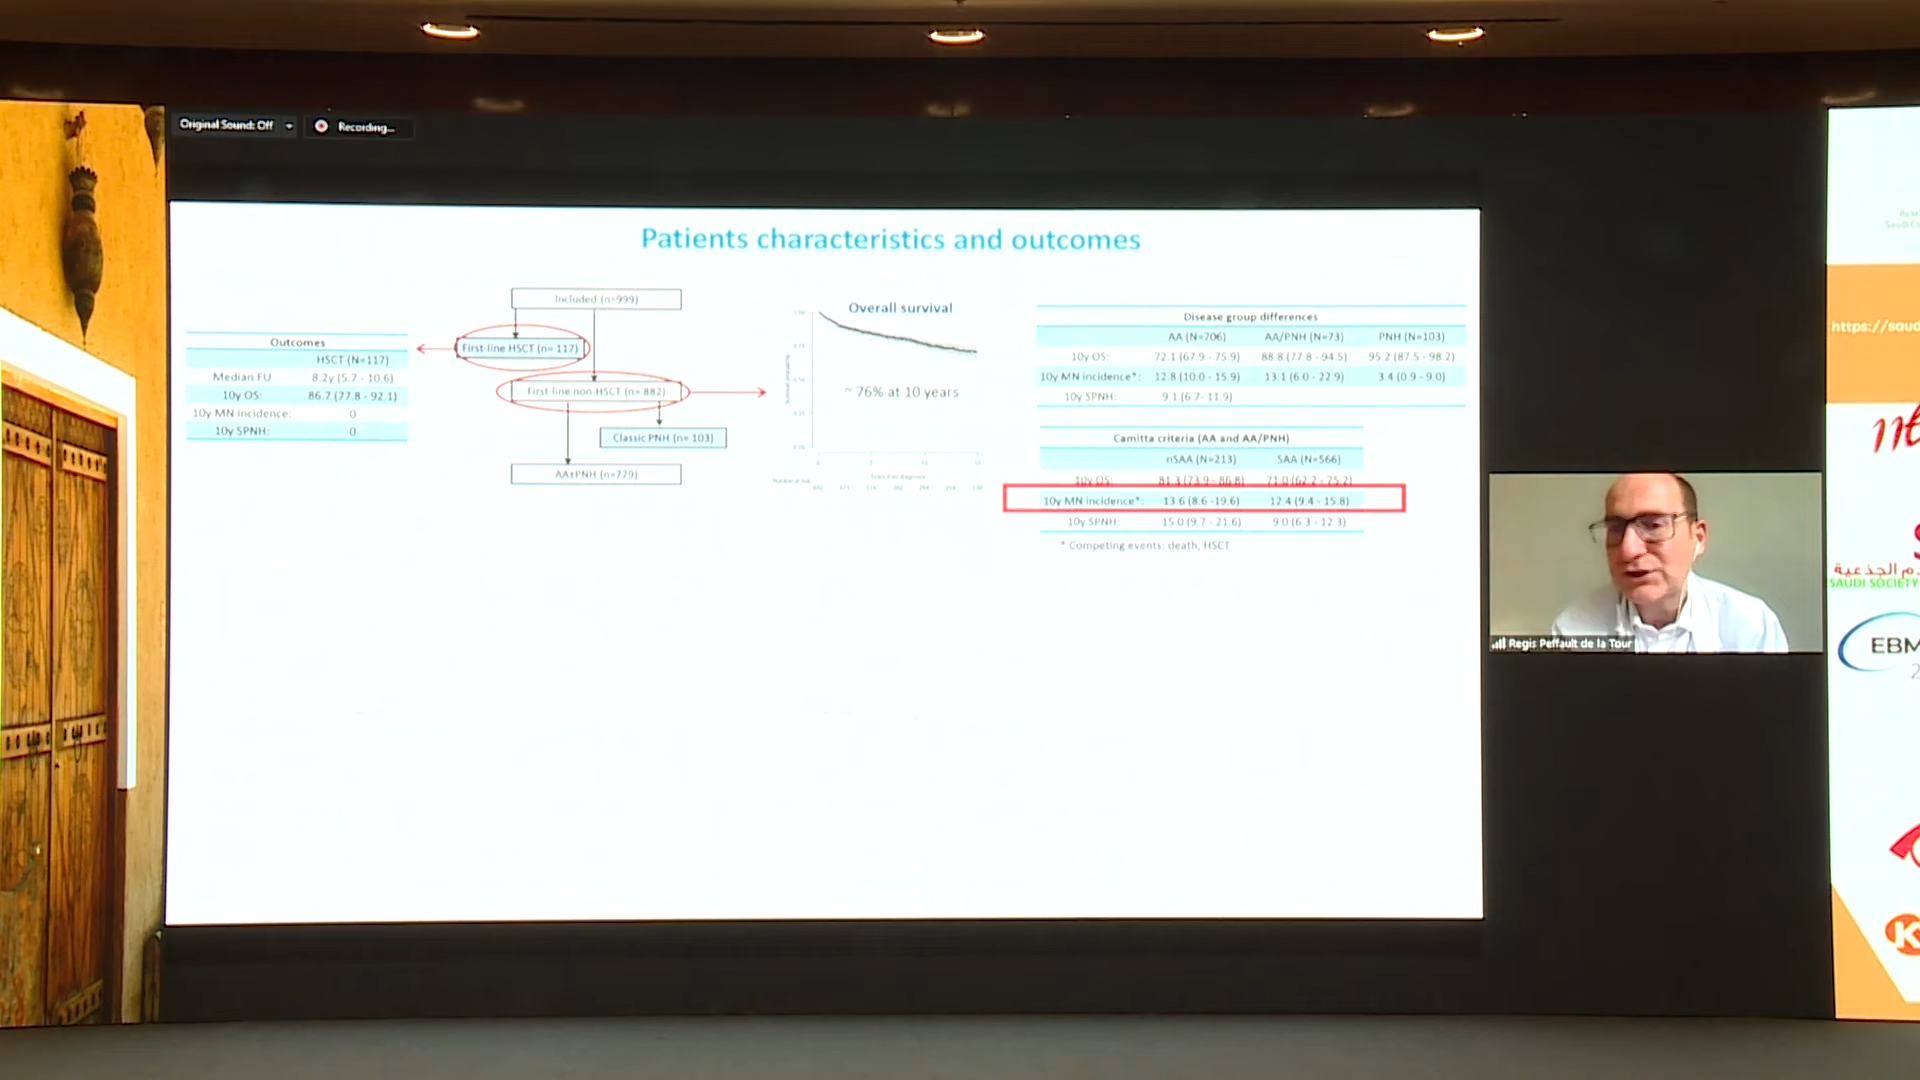 Original Sound: Off
Recording...
Patients characteristics and outcomes
Included (n=999)
First-line HSCT (n= 117)
First-line non HSCT (n= 882)
Classic PNH (n= 103)
AA±PNH (n=779)
Outcomes
HSCT (N=117)
Median FU 8.2y (5.7 - 10.6)
10y OS: 86.7 (77.8 - 92.1)
10y MN incidence: 0
10y SPNH: 0
Overall survival
~ 76% at 10 years
Years from diagnosis
Number at risk
Disease group differences
AA (N=706) AA/PNH (N=73) PNH (N=103)
10y OS: 72.1 (67.9 - 75.9) 88.8 (77.8 - 94.5) 95.2 (87.5 - 98.2)
10y MN incidence*: 12.8 (10.0 - 15.9) 13.1 (6.0 - 22.9) 3.4 (0.9 - 9.0)
10y SPNH: 9.1 (6.7- 11.9)
Camitta criteria (AA and AA/PNH)
nSAA (N=213) SAA (N=566)
10y OS: 81.3 (73.9 - 86.8) 71.0 (62.2 - 75.2)
10y MN incidence*: 13.6 (8.6 -19.6) 12.4 (9.4 - 15.8)
10y SPNH: 15.0 (9.7 - 21.6) 9.0 (6.3 - 12.3)
* Competing events: death, HSCT
Regis Peffault de la Tour
https://saud
SAUDI SOCIETY
EBM
K